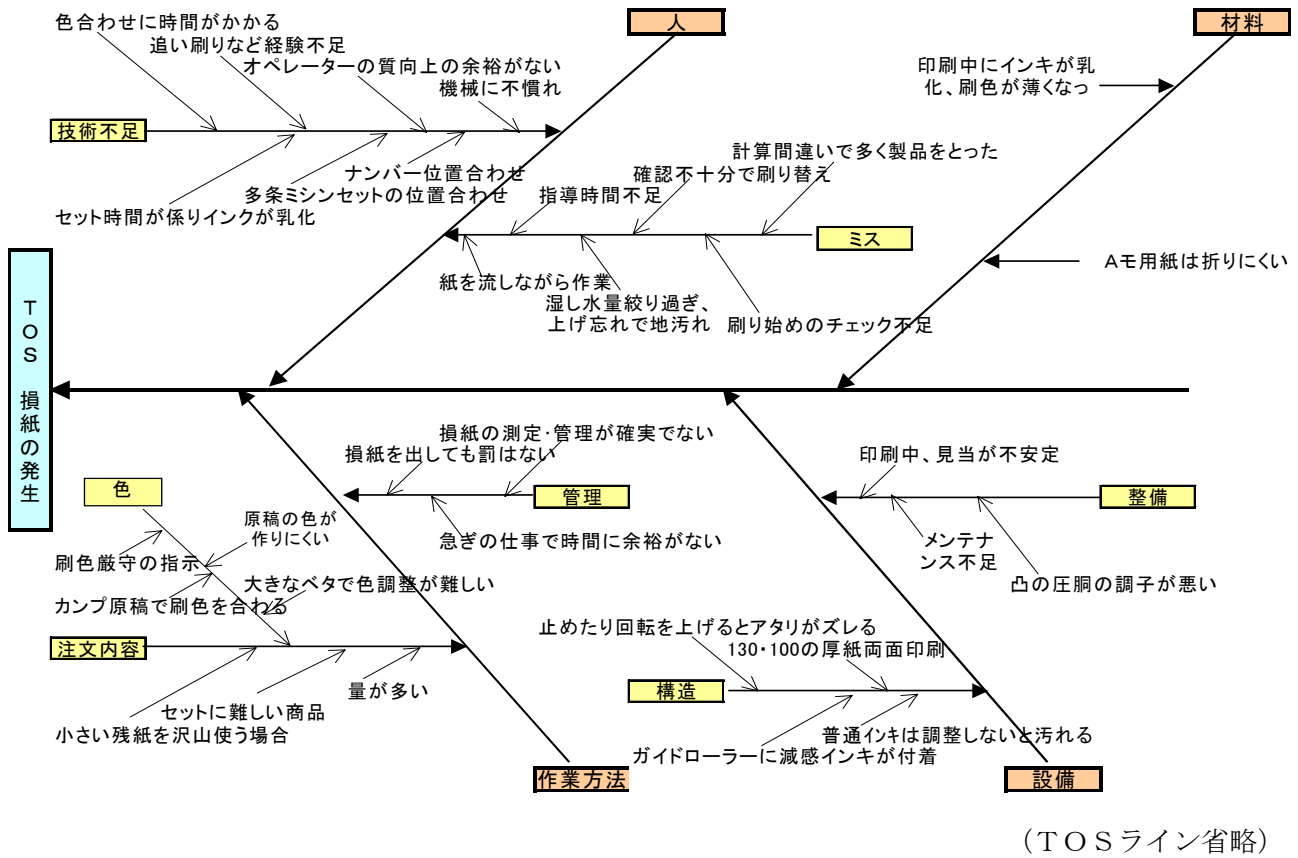 人
材料
色合わせに時間がかかる
追い刷りなど経験不足
オペレーターの質向上の余裕がない
機械に不慣れ
技術不足
ナンバー位置合わせ
多条ミシンセットの位置合わせ
セット時間が係りインクが乳化
印刷中にインキが乳
化、刷色が薄くなっ
計算間違いで多く製品をとった
確認不十分で刷り替え
指導時間不足
ミス
紙を流しながら作業
湿し水量絞り過ぎ、
上げ忘れで地汚れ
刷り始めのチェック不足
Aモ用紙は折りにくい
TOS 損紙の発生
損紙の測定・管理が確実でない
損紙を出しても罰はない
管理
急ぎの仕事で時間に余裕がない
印刷中、見当が不安定
整備
メンテナ
ンス不足
凸の圧胴の調子が悪い
色
原稿の色が
作りにくい
刷色厳守の指示
大きなベタで色調整が難しい
カンプ原稿で刷色を合わる
注文内容
量が多い
セットに難しい商品
小さい残紙を沢山使う場合
止めたり回転を上げるとアタリがズレる
130・100の厚紙両面印刷
構造
普通インキは調整しないと汚れる
ガイドローラーに減感インキが付着
作業方法
設備
(TOSライン省略)